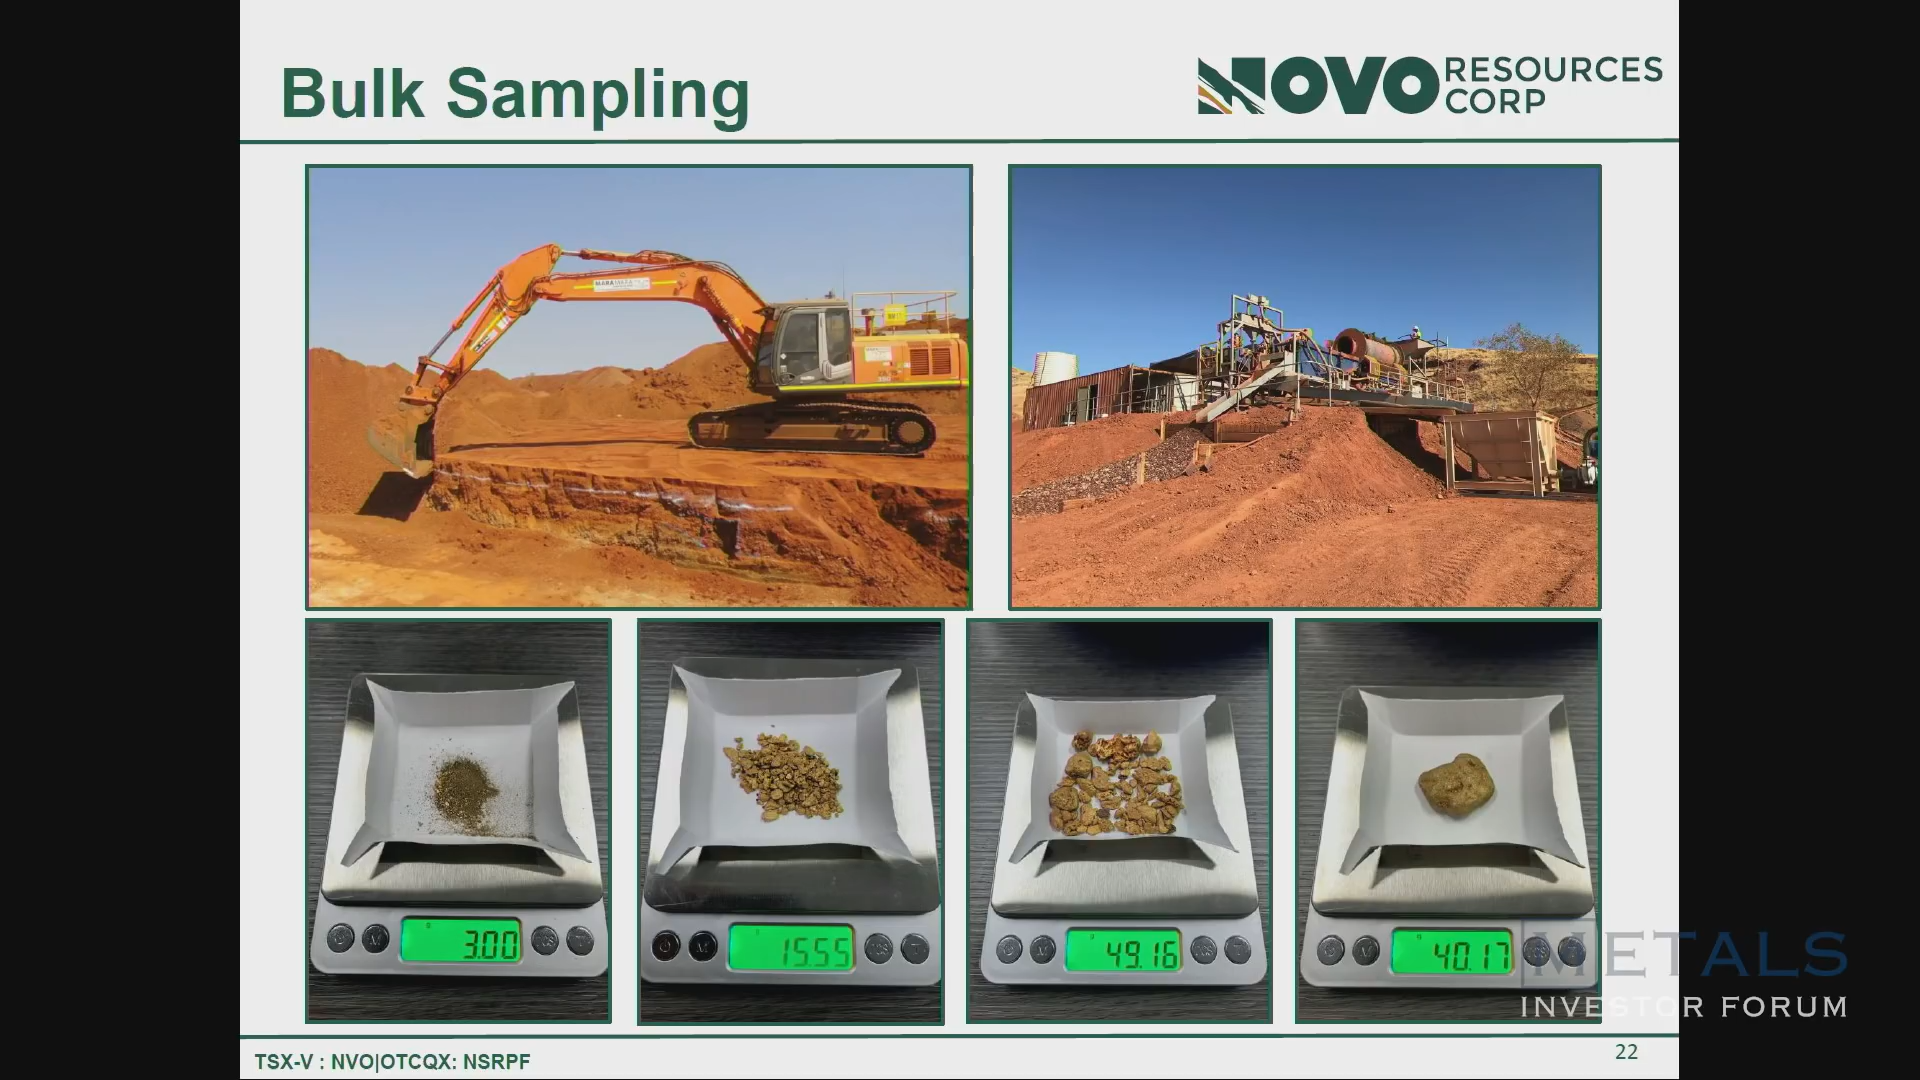 Bulk Sampling
NOVO RESOURCES CORP
3.00
15.55
49.16
40.17
METALS
INVESTOR FORUM
TSX-V : NVO|OTCQX: NSRPF
22